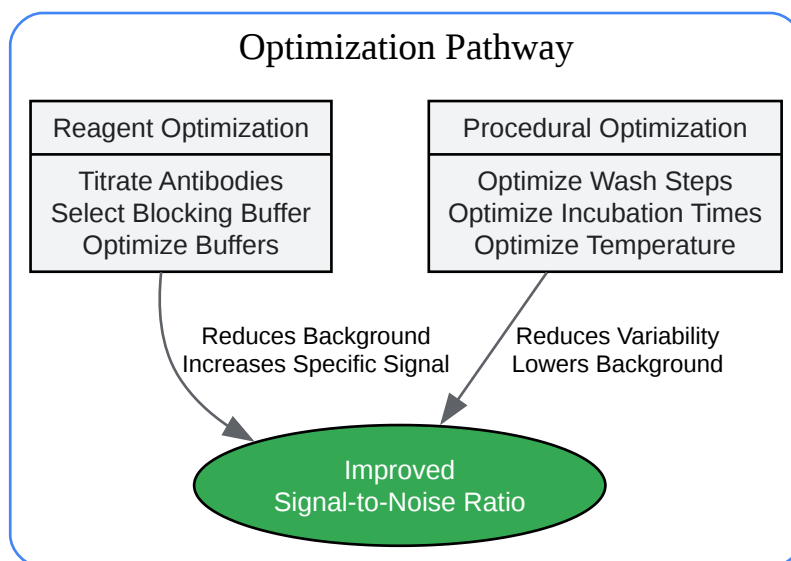 Optimization Pathway
Reagent Optimization
Titrate Antibodies
Select Blocking Buffer
Optimize Buffers
Procedural Optimization
Optimize Wash Steps
Optimize Incubation Times
Optimize Temperature
Reduces Background
Increases Specific Signal
Reduces Variability
Lowers Background
Improved
Signal-to-Noise Ratio